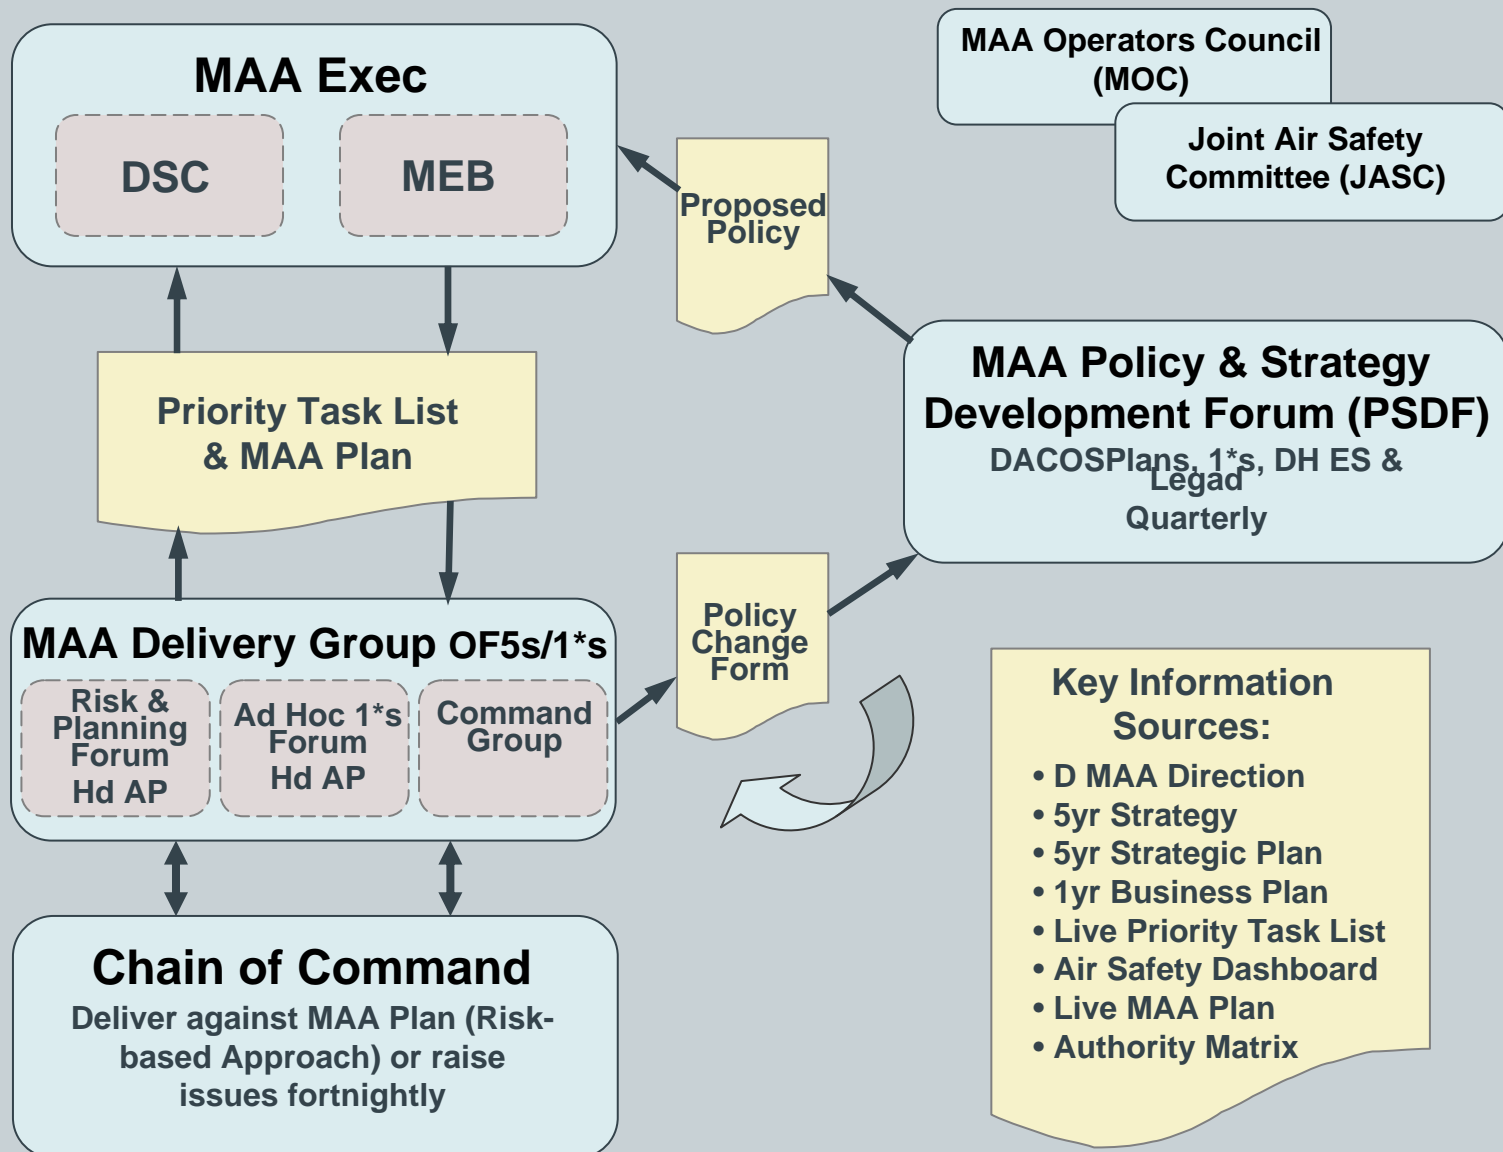 MAA Exec
DSC
MEB
MAA Operators Council
(MOC)
Joint Air Safety
Committee (JASC)
Proposed
Policy
Priority Task List
& MAA Plan
MAA Policy & Strategy
Development Forum (PSDF)
DACOSPlans, 1*s, DH ES &
Legad
Quarterly
MAA Delivery Group OF5s/1*s
Risk &
Planning
Forum
Hd AP
Ad Hoc 1*s
Forum
Hd AP
Command
Group
Policy
Change
Form
Chain of Command
Deliver against MAA Plan (Risk-
based Approach) or raise
issues fortnightly
Key Information
Sources:
• D MAA Direction
• 5yr Strategy
• 5yr Strategic Plan
• 1yr Business Plan
• Live Priority Task List
• Air Safety Dashboard
• Live MAA Plan
• Authority Matrix